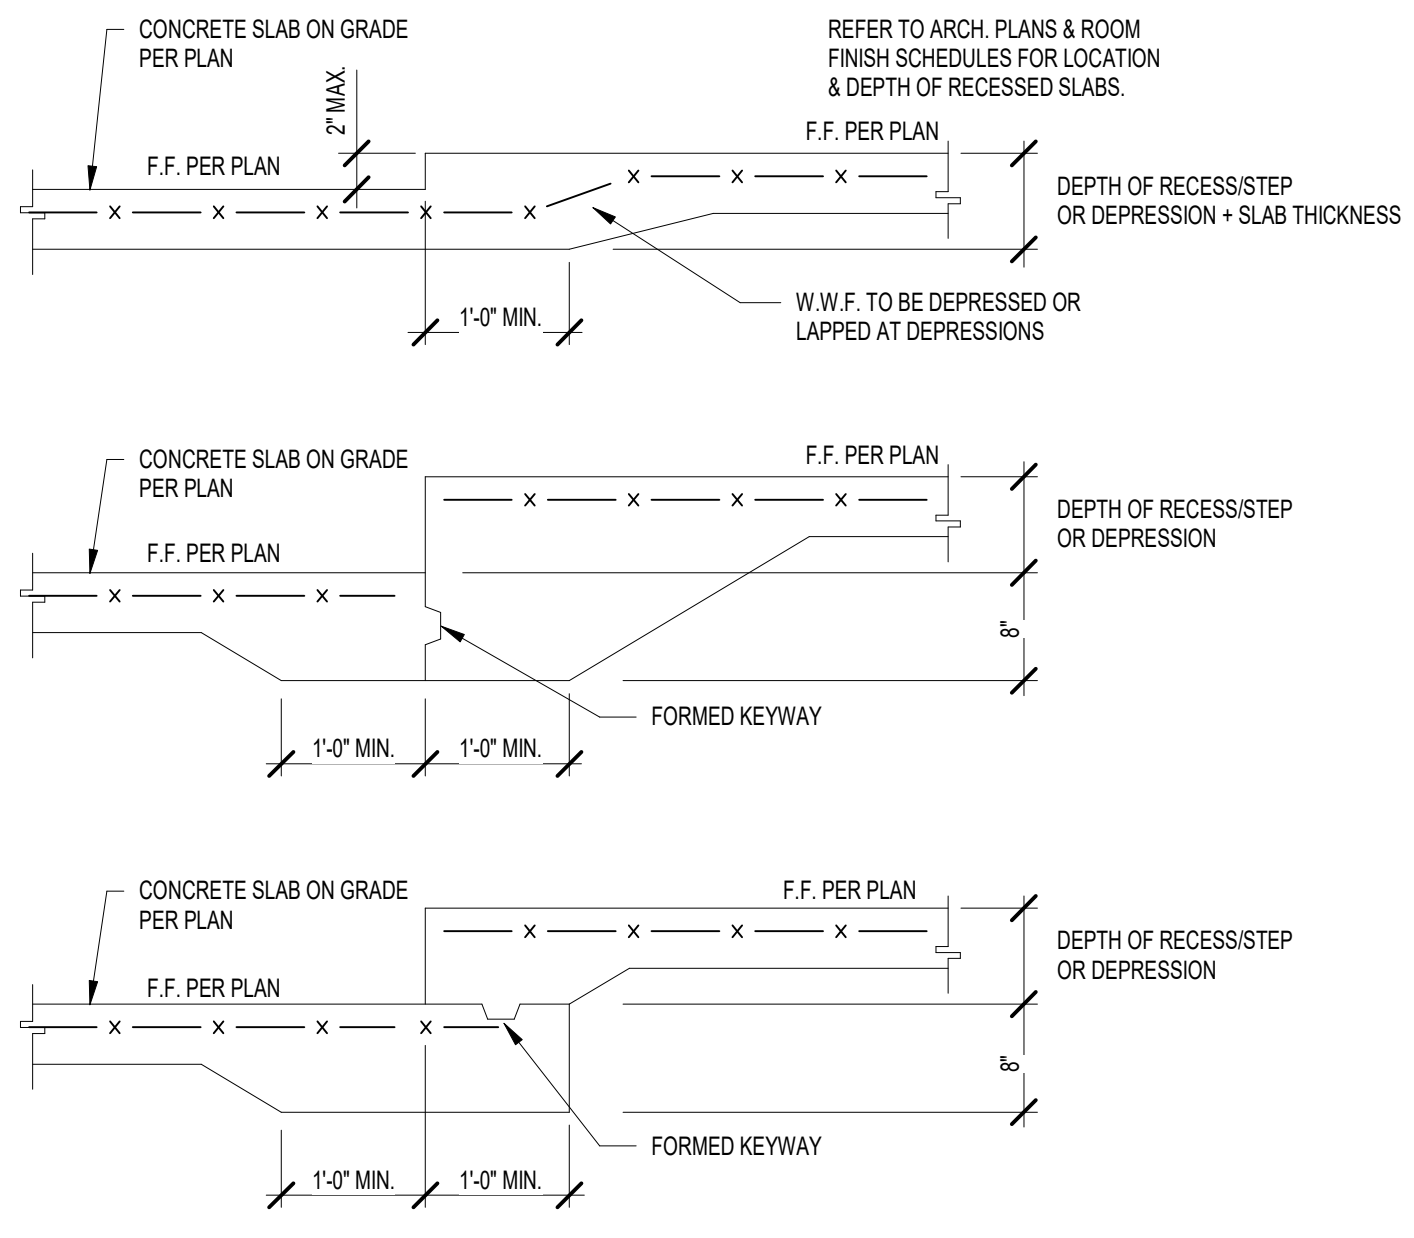 CONCRETE SLAB ON GRADE
PER PLAN
REFER TO ARCH. PLANS & ROOM
FINISH SCHEDULES FOR LOCATION
& DEPTH OF RECESSED SLABS.
2" MAX.
F.F. PER PLAN
F.F. PER PLAN
DEPTH OF RECESS/STEP
OR DEPRESSION + SLAB THICKNESS
1'-0" MIN.
W.W.F. TO BE DEPRESSED OR
LAPPED AT DEPRESSIONS
CONCRETE SLAB ON GRADE
PER PLAN
F.F. PER PLAN
F.F. PER PLAN
DEPTH OF RECESS/STEP
OR DEPRESSION
8"
FORMED KEYWAY
1'-0" MIN.
1'-0" MIN.
CONCRETE SLAB ON GRADE
PER PLAN
F.F. PER PLAN
F.F. PER PLAN
DEPTH OF RECESS/STEP
OR DEPRESSION
8"
FORMED KEYWAY
1'-0" MIN.
1'-0" MIN.